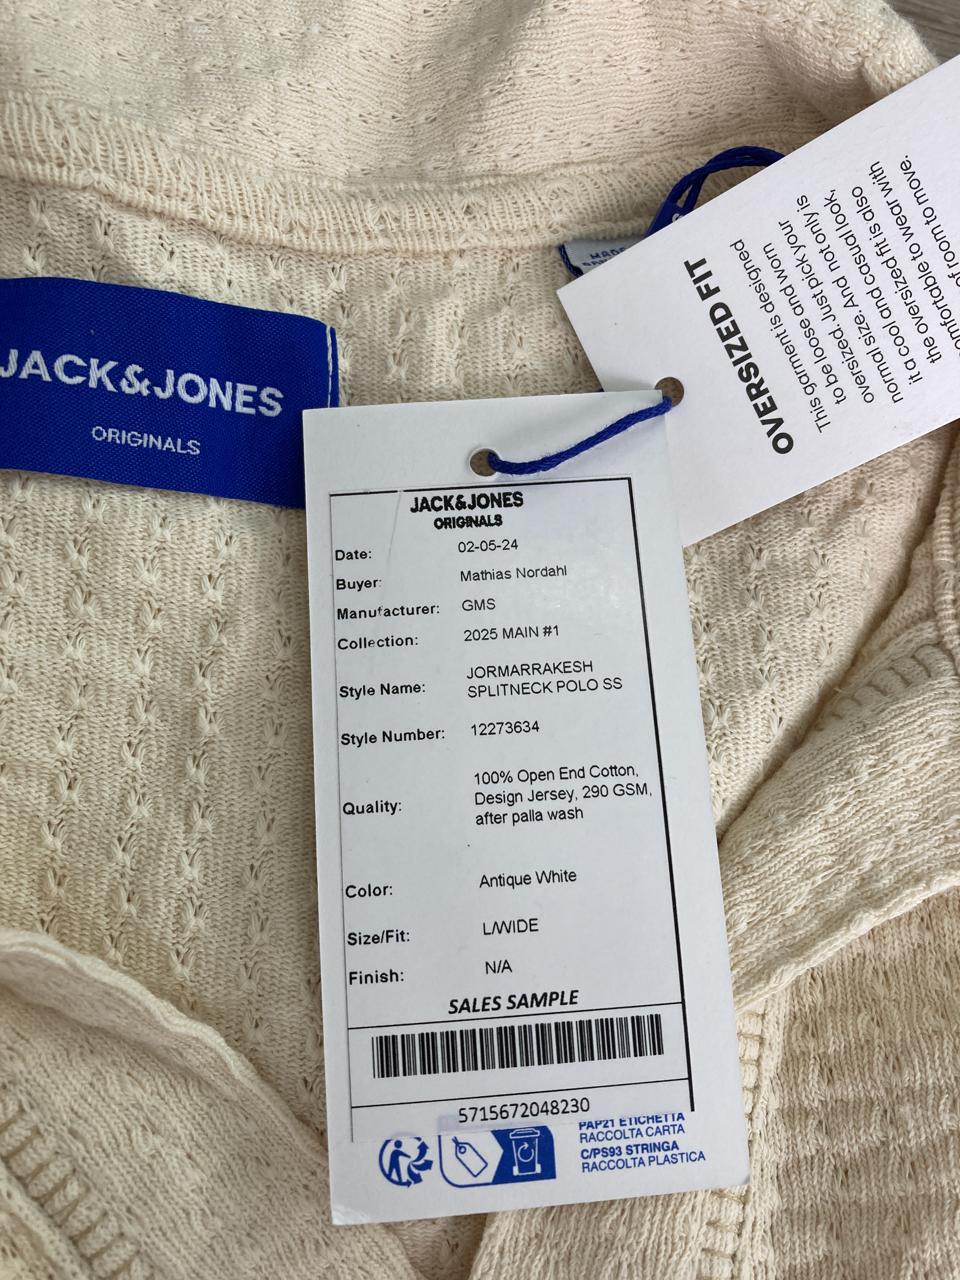 JACK&JONES
ORIGINALS
OVERSIZED FIT
This garment is designed
to be loose and worn
oversized. Just pick your
normal size. And not only is
it a cool and casual look,
the oversized fit is also
comfortable to wear with
of room to move.
JACK&JONES
ORIGINALS
Date: 02-05-24
Buyer: Mathias Nordahl
Manufacturer: GMS
Collection: 2025 MAIN #1
Style Name: JORMARRAKESH
SPLITNECK POLO SS
Style Number: 12273634
Quality: 100% Open End Cotton,
Design Jersey, 290 GSM,
after palla wash
Color: Antique White
Size/Fit: L/WIDE
Finish: N/A
SALES SAMPLE
5715672048230
PAP21 ETICHETTA
RACCOLTA CARTA
C/PS93 STRINGA
RACCOLTA PLASTICA